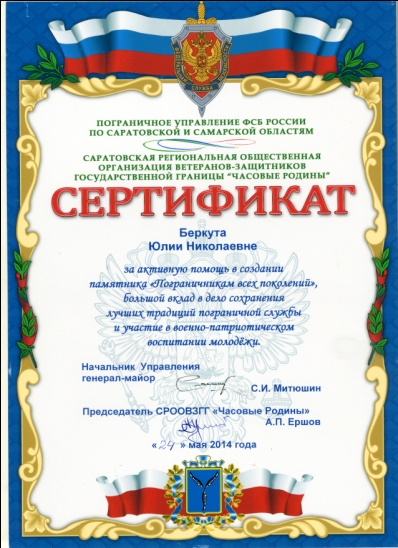 ПОГРАНИЧНОЕ УПРАВЛЕНИЕ ФСБ РОССИИ
ПО САРАТОВСКОЙ И САМАРСКОЙ ОБЛАСТЯМ
САРАТОВСКАЯ РЕГИОНАЛЬНАЯ ОБЩЕСТВЕННАЯ
ОРГАНИЗАЦИЯ ВЕТЕРАНОВ-ЗАЩИТНИКОВ
ГОСУДАРСТВЕННОЙ ГРАНИЦЫ "ЧАСОВЫЕ РОДИНЫ"
СЕРТИФИКАТ
Беркута
Юлии Николаевне
за активную помощь в создании
памятника «Пограничникам всех поколений»,
большой вклад в дело сохранения
лучших традиций пограничной службы
и участие в военно-патриотическом
воспитании молодёжи.
Начальник Управления
генерал-майор
С.И. Митюшин
Председатель СРООВЗГГ «Часовые Родины»
А.П. Ершов
« 24 » мая 2014 года